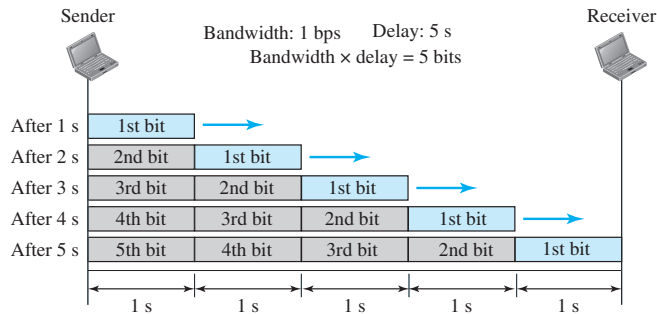 Sender
Receiver
Bandwidth: 1 bps Delay: 5 s
Bandwidth × delay = 5 bits
After 1 s 1st bit
After 2 s 2nd bit 1st bit
After 3 s 3rd bit 2nd bit 1st bit
After 4 s 4th bit 3rd bit 2nd bit 1st bit
After 5 s 5th bit 4th bit 3rd bit 2nd bit 1st bit
1 s 1 s 1 s 1 s 1 s